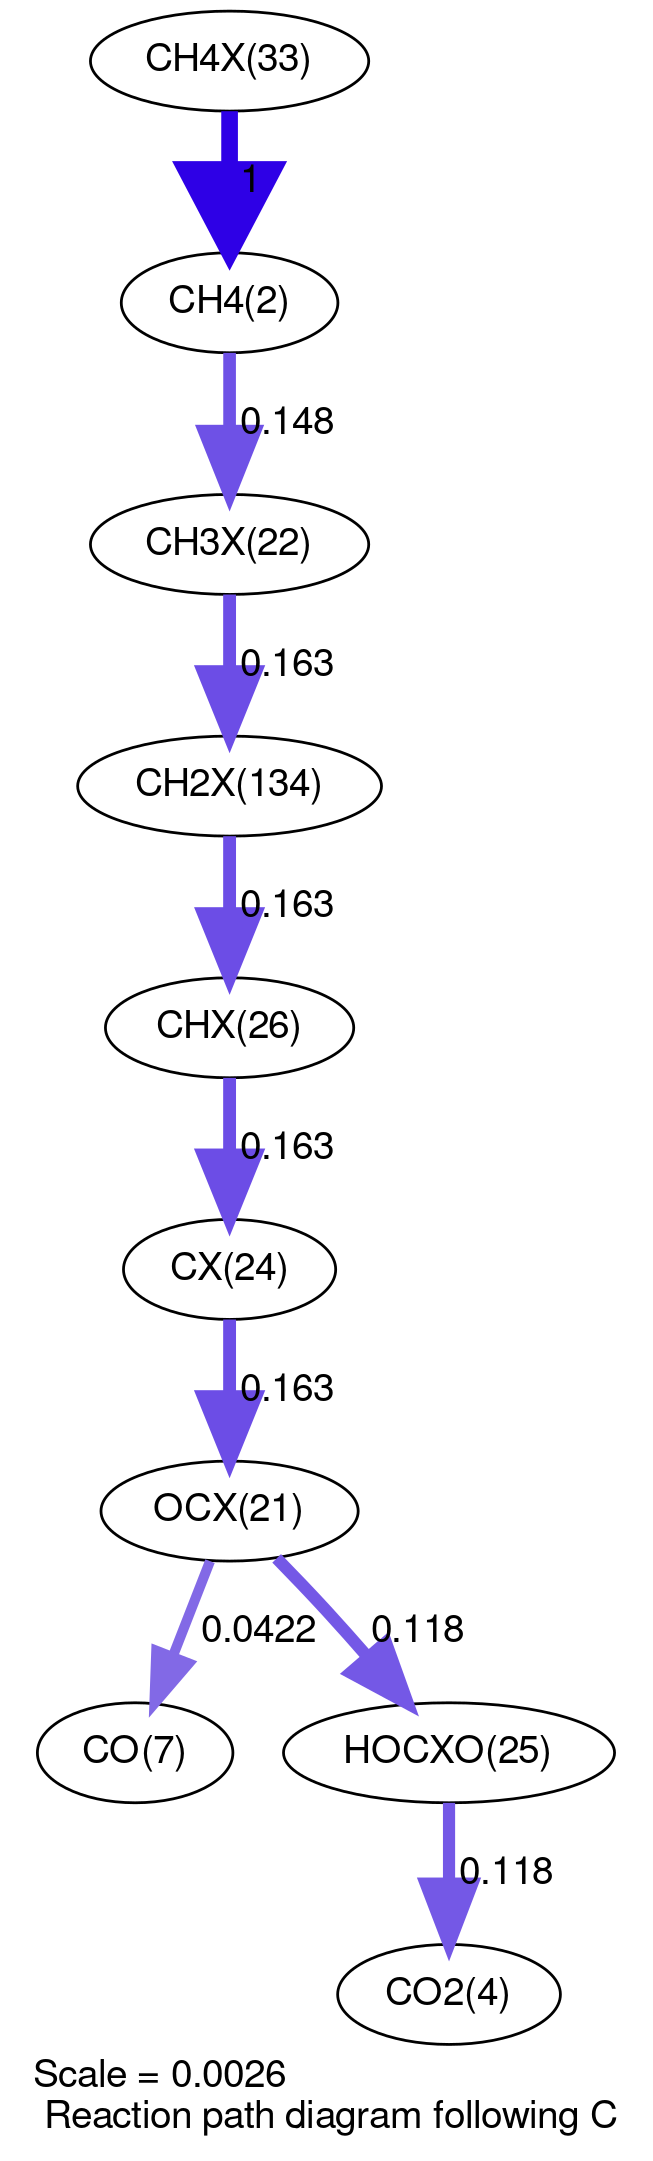 CH4X(33)
1
CH4(2)
0.148
CH3X(22)
0.163
CH2X(134)
0.163
CHX(26)
0.163
CX(24)
0.163
OCX(21)
0.0422
0.118
CO(7)
HOCXO(25)
0.118
CO2(4)
Scale = 0.0026
Reaction path diagram following C